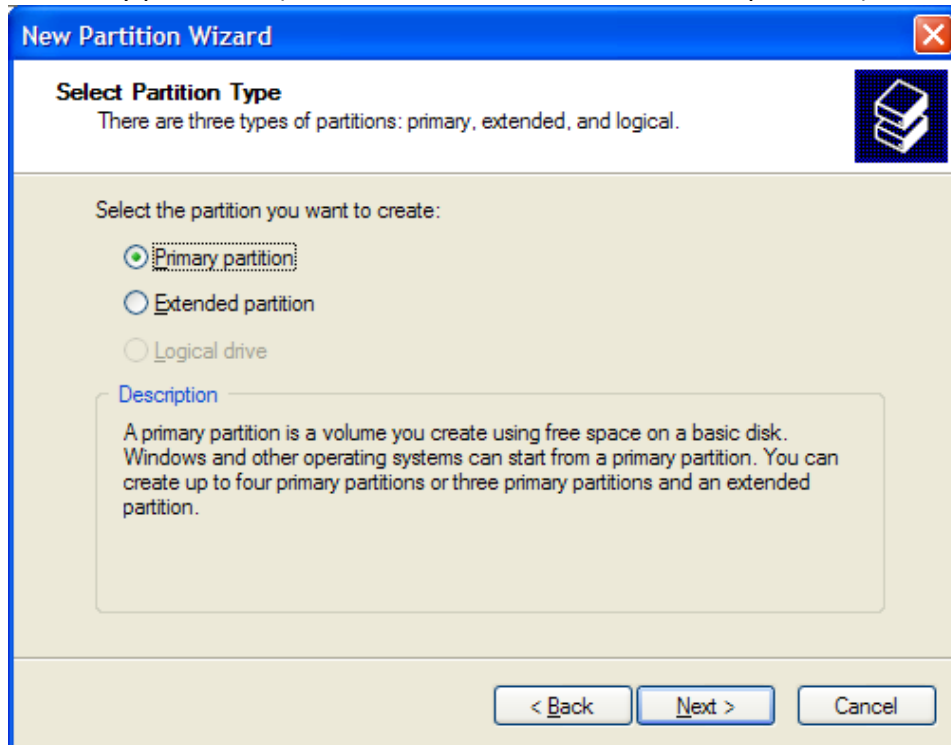 New Partition Wizard
Select Partition Type
There are three types of partitions: primary, extended, and logical.
Select the partition you want to create:
Primary partition
Extended partition
Logical drive
Description
A primary partition is a volume you create using free space on a basic disk.
Windows and other operating systems can start from a primary partition. You can
create up to four primary partitions or three primary partitions and an extended
partition.
< Back
Next >
Cancel